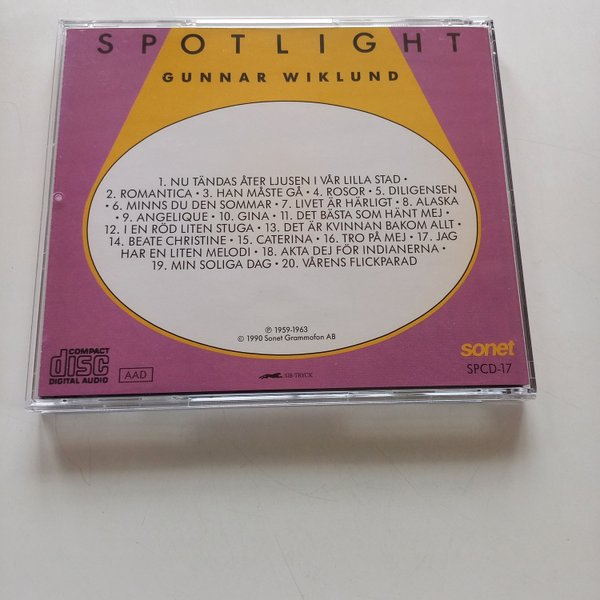 SPOTLIGHT
GUNNAR WIKLUND
1. NU TÄNDAS ÅTER LJUSEN I VÅR LILLA STAD •
2. ROMANTICA • 3. HAN MÅSTE GÅ • 4. ROSOR • 5. DILIGENSEN
• 6. MINNS DU DEN SOMMAR • 7. LIVET ÄR HÄRLIGT • 8. ALASKA
• 9. ANGELIQUE • 10. GINA • 11. DET BÄSTA SOM HÄNT MEJ •
12. I EN RÖD LITEN STUGA • 13. DET ÄR KVINNAN BAKOM ALLT •
14. BEATE CHRISTINE • 15. CATERINA • 16. TRO PÅ MEJ • 17. JAG
HAR EN LITEN MELODI • 18. AKTA DEJ FÖR INDIANERNA •
19. MIN SOLIGA DAG • 20. VÅRENS FLICKPARAD
℗ 1959-1963
© 1990 Sonet Grammofon AB
COMPACT
disc
DIGITAL AUDIO
AAD
SIB-TRYCK
sonet
SPCD-17